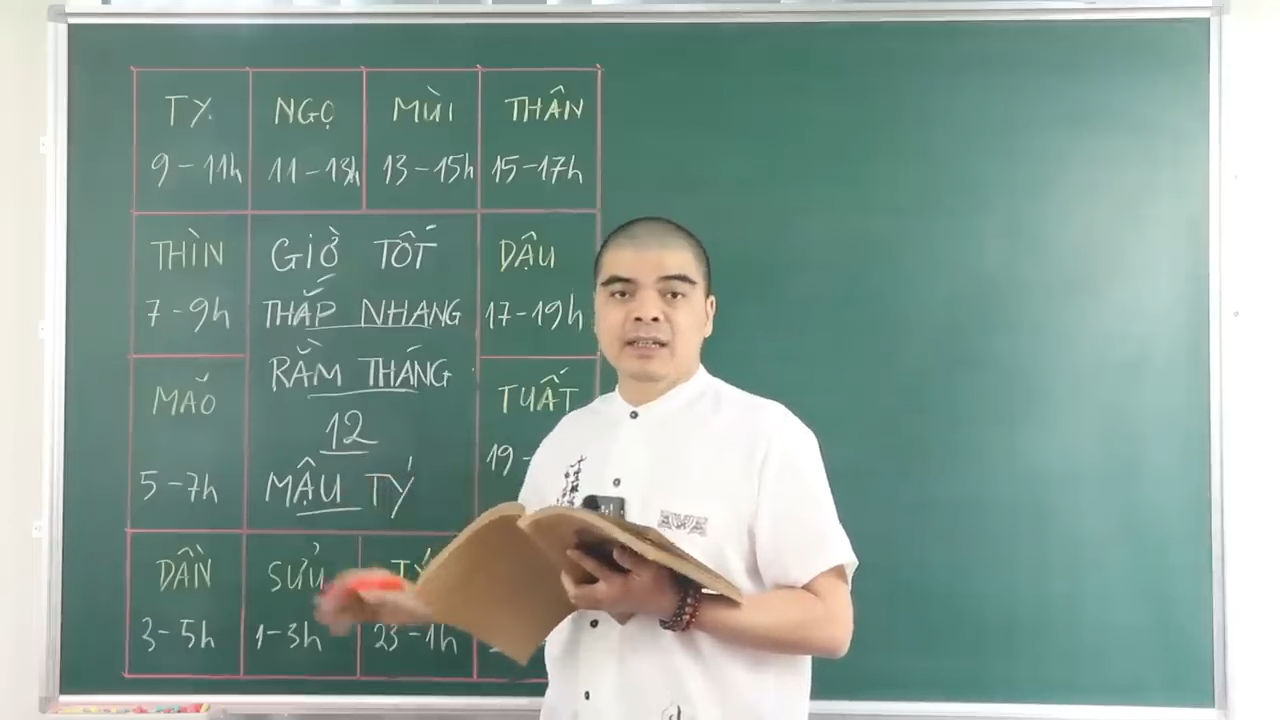 TỴ
9-11h
NGỌ
11-13h
MÙI
13-15h
THÂN
15-17h
THÌN
7-9h
GIỜ TỐT
THẮP NHANG
RẰM THÁNG
12
MẬU TÝ
DẬU
17-19h
MÃO
5-7h
TUẤT
19-
DẦN
3-5h
SỬU
1-3h
TÝ
23-1h